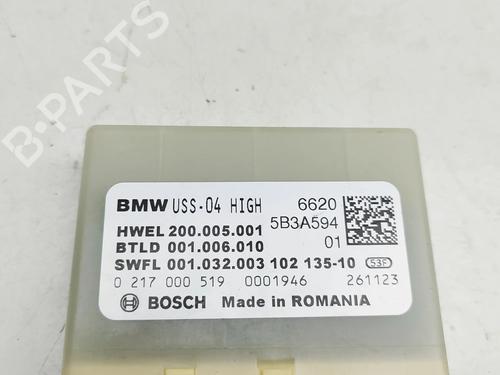 BMW USS-04 HIGH 6620
5B3A594
HWEL 200.005.001
BTLD 001.006.010 01
SWFL 001.032.003 102 135-10 53F
0 217 000 519 0001946 261123
BOSCH Made in ROMANIA
B-PARTS